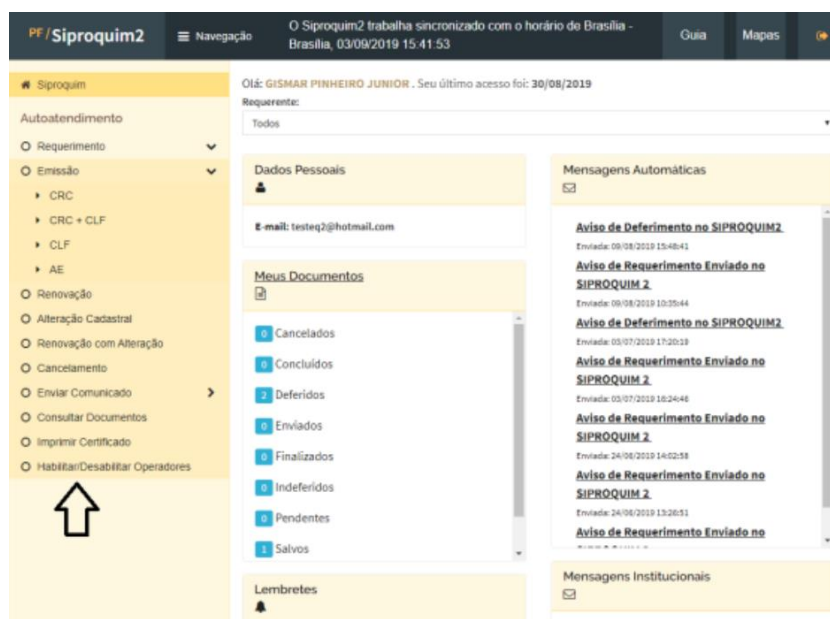 PF/Siproquim2
Navegação
O Siproquim2 trabalha sincronizado com o horário de Brasília -
Brasília, 03/09/2019 15:41:53
Guia
Mapas
Siproquim
Autoatendimento
Requerimento
Emissão
CRC
CRC + CLF
CLF
AE
Renovação
Alteração Cadastral
Renovação com Alteração
Cancelamento
Enviar Comunicado
Consultar Documentos
Imprimir Certificado
Habilitar/Desabilitar Operadores
Olá: GISMAR PINHEIRO JUNIOR . Seu último acesso foi: 30/08/2019
Requerente:
Todos
Dados Pessoais
E-mail: testeq2@hotmail.com
Meus Documentos
0 Cancelados
0 Concluídos
2 Deferidos
0 Enviados
0 Finalizados
0 Indeferidos
0 Pendentes
1 Salvos
Lembretes
Mensagens Automáticas
Aviso de Deferimento no SIPROQUIM2
Enviada: 09/08/2019 15:48:41
Aviso de Requerimento Enviado no
SIPROQUIM 2
Enviada: 09/08/2019 10:35:44
Aviso de Deferimento no SIPROQUIM2
Enviada: 03/07/2019 17:20:19
Aviso de Requerimento Enviado no
SIPROQUIM 2
Enviada: 03/07/2019 16:24:46
Aviso de Requerimento Enviado no
SIPROQUIM 2
Enviada: 24/06/2019 14:02:58
Aviso de Requerimento Enviado no
SIPROQUIM 2
Enviada: 24/06/2019 13:26:51
Aviso de Requerimento Enviado no
Mensagens Institucionais